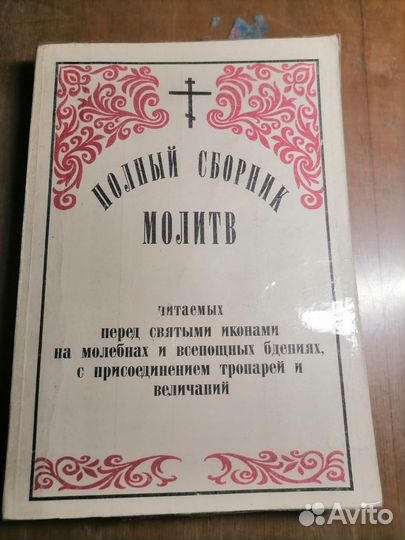 ПОЛНЫЙ СБОРНИК
МОЛИТВ
читаемых
перед святыми иконами
на молебнах и всенощных бдениях,
с присоединением тропарей и
величаний
Avito